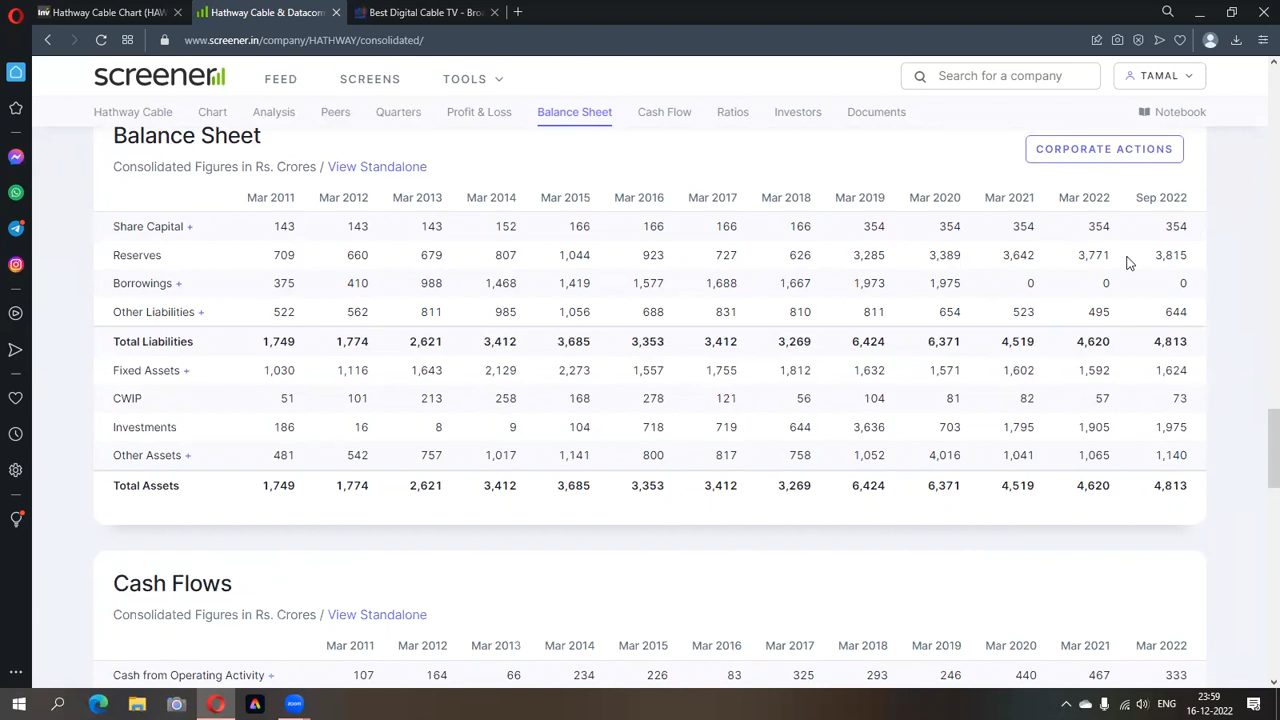 Hathway Cable Chart (HAW
Hathway Cable & Datacom
Best Digital Cable TV - Broa
www.screener.in/company/HATHWAY/consolidated/
screener
FEED SCREENS TOOLS
Search for a company
TAMAL
Hathway Cable Chart Analysis Peers Quarters Profit & Loss Balance Sheet Cash Flow Ratios Investors Documents Notebook
Balance Sheet
CORPORATE ACTIONS
Consolidated Figures in Rs. Crores / View Standalone
Mar 2011 Mar 2012 Mar 2013 Mar 2014 Mar 2015 Mar 2016 Mar 2017 Mar 2018 Mar 2019 Mar 2020 Mar 2021 Mar 2022 Sep 2022
Share Capital + 143 143 143 152 166 166 166 166 354 354 354 354 354
Reserves 709 660 679 807 1,044 923 727 626 3,285 3,389 3,642 3,771 3,815
Borrowings + 375 410 988 1,468 1,419 1,577 1,688 1,667 1,973 1,975 0 0 0
Other Liabilities + 522 562 811 985 1,056 688 831 810 811 654 523 495 644
Total Liabilities 1,749 1,774 2,621 3,412 3,685 3,353 3,412 3,269 6,424 6,371 4,519 4,620 4,813
Fixed Assets + 1,030 1,116 1,643 2,129 2,273 1,557 1,755 1,812 1,632 1,571 1,602 1,592 1,624
CWIP 51 101 213 258 168 278 121 56 104 81 82 57 73
Investments 186 16 8 9 104 718 719 644 3,636 703 1,795 1,905 1,975
Other Assets + 481 542 757 1,017 1,141 800 817 758 1,052 4,016 1,041 1,065 1,140
Total Assets 1,749 1,774 2,621 3,412 3,685 3,353 3,412 3,269 6,424 6,371 4,519 4,620 4,813
Cash Flows
Consolidated Figures in Rs. Crores / View Standalone
Mar 2011 Mar 2012 Mar 2013 Mar 2014 Mar 2015 Mar 2016 Mar 2017 Mar 2018 Mar 2019 Mar 2020 Mar 2021 Mar 2022
Cash from Operating Activity + 107 164 66 234 226 83 325 293 246 440 467 333
zoom
ENG
23:59
16-12-2022